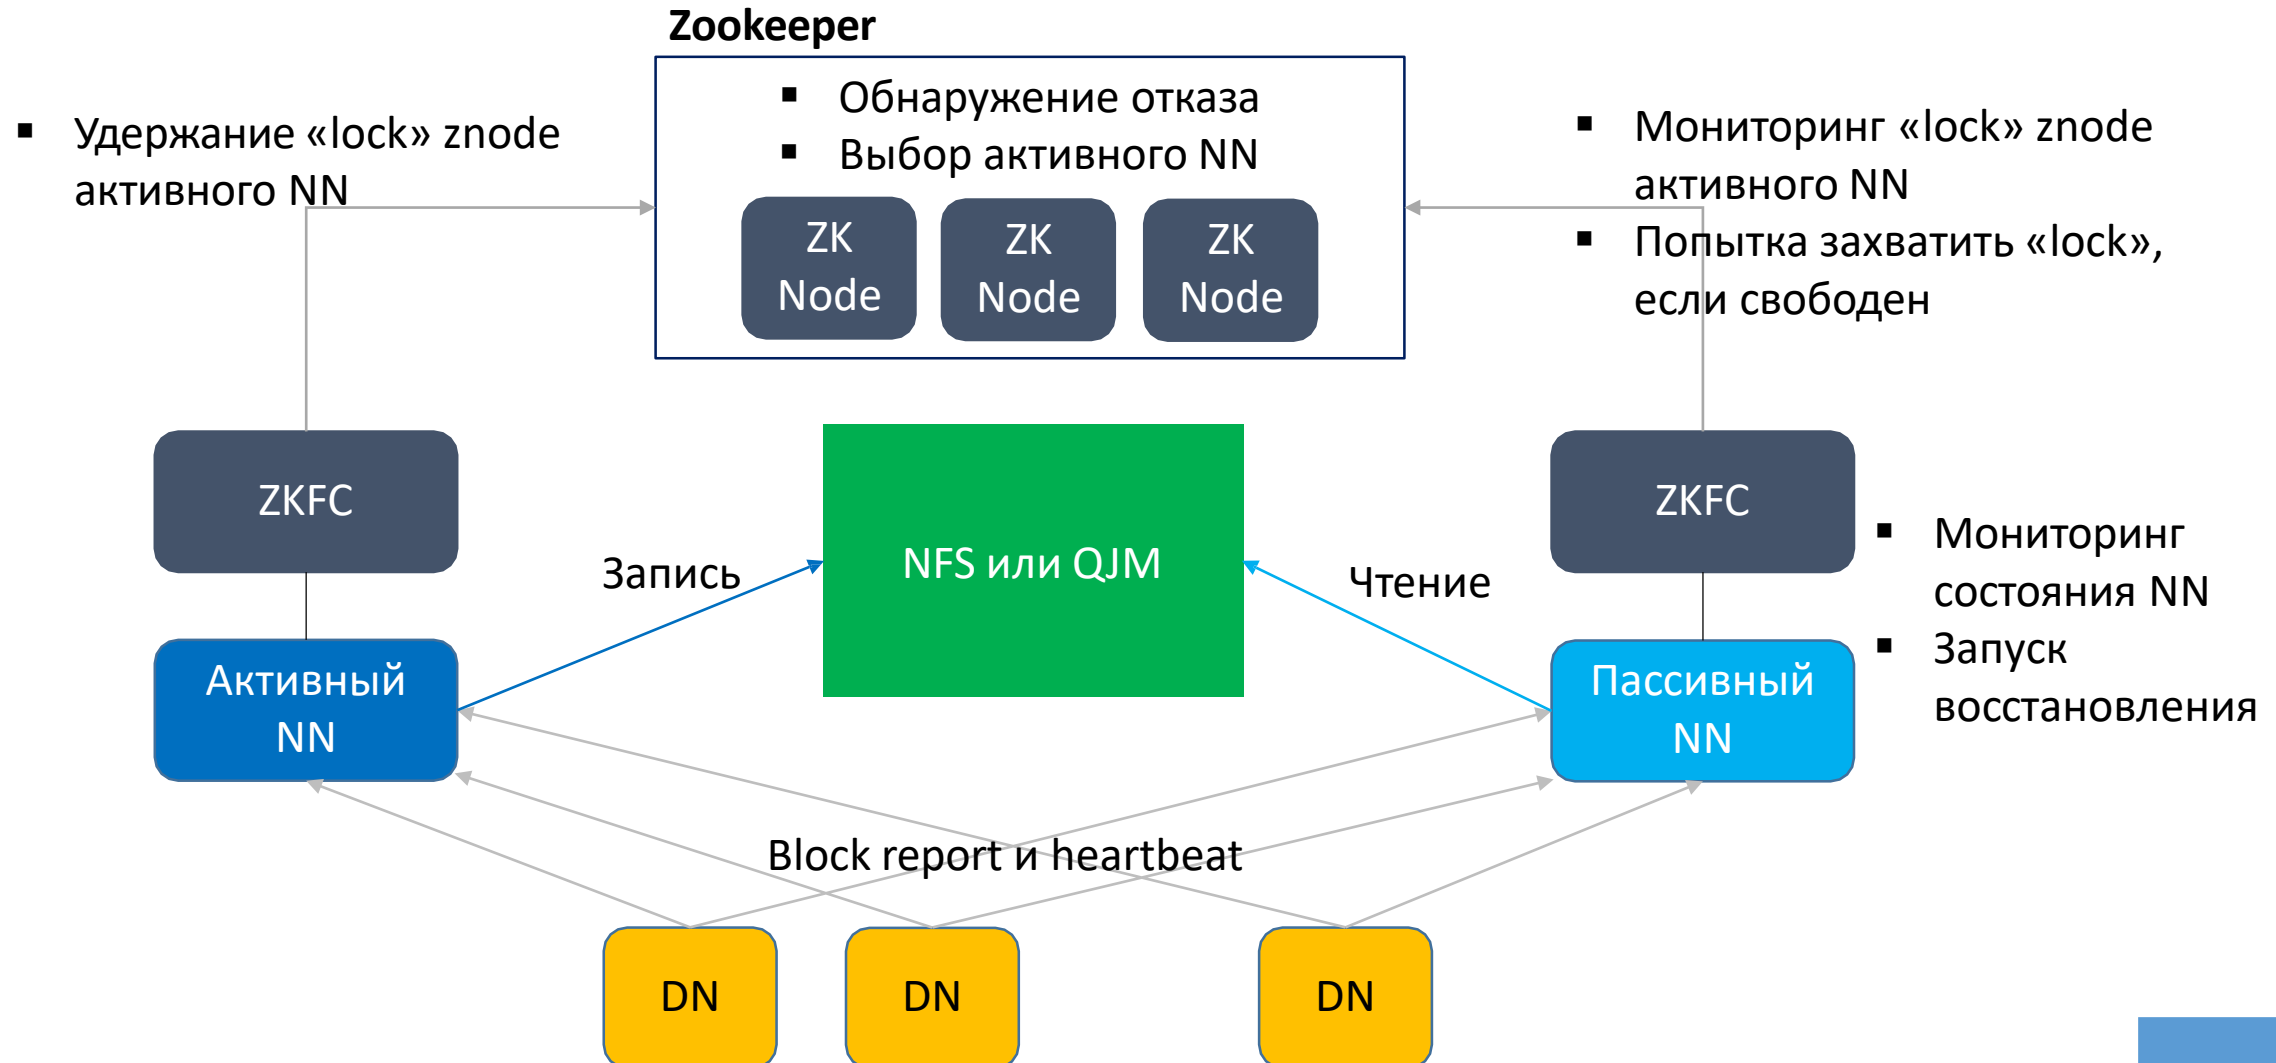 Zookeeper
▪ Обнаружение отказа
▪ Выбор активного NN
ZK
Node
ZK
Node
ZK
Node
▪ Удержание «lock» znode
активного NN
▪ Мониторинг «lock» znode
активного NN
▪ Попытка захватить «lock»,
если свободен
ZKFC
NFS или QJM
ZKFC
Запись
Чтение
▪ Мониторинг
состояния NN
▪ Запуск
восстановления
Активный
NN
Пассивный
NN
Block report и heartbeat
DN
DN
DN